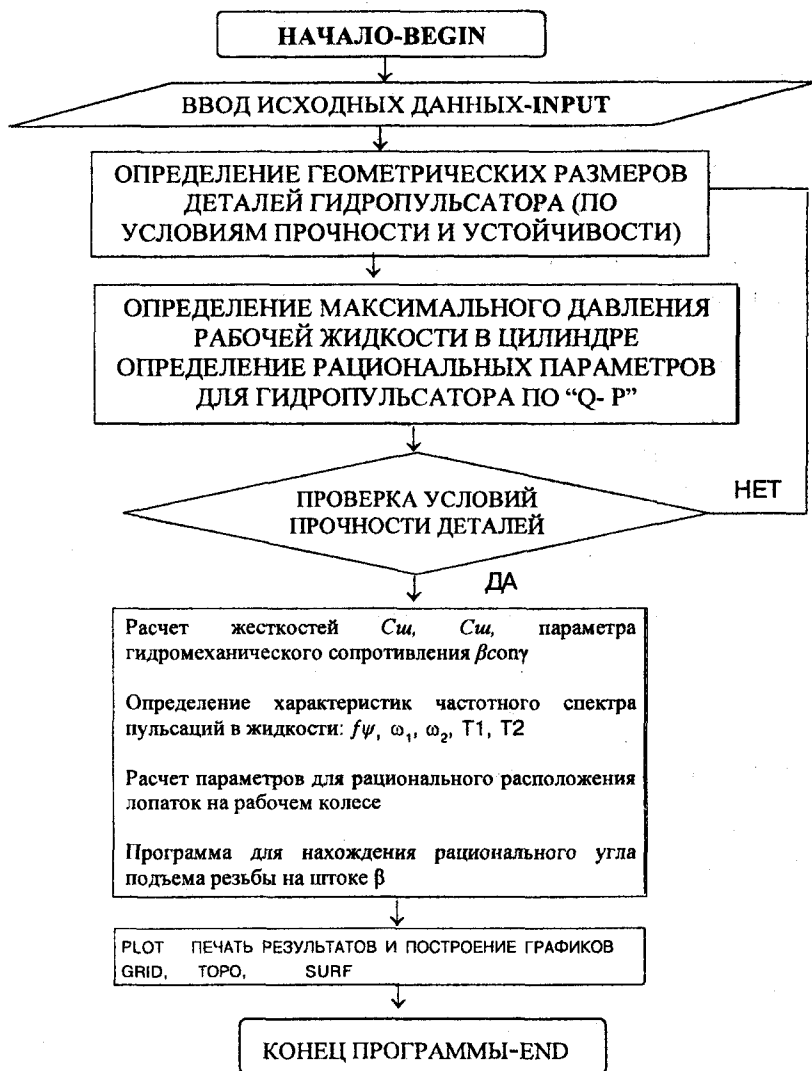 НАЧАЛО-BEGIN
ВВОД ИСХОДНЫХ ДАННЫХ-INPUT
ОПРЕДЕЛЕНИЕ ГЕОМЕТРИЧЕСКИХ РАЗМЕРОВ
ДЕТАЛЕЙ ГИДРОПУЛЬСАТОРА (ПО
УСЛОВИЯМ ПРОЧНОСТИ И УСТОЙЧИВОСТИ)
ОПРЕДЕЛЕНИЕ МАКСИМАЛЬНОГО ДАВЛЕНИЯ
РАБОЧЕЙ ЖИДКОСТИ В ЦИЛИНДРЕ
ОПРЕДЕЛЕНИЕ РАЦИОНАЛЬНЫХ ПАРАМЕТРОВ
ДЛЯ ГИДРОПУЛЬСАТОРА ПО “Q- P”
НЕТ
ПРОВЕРКА УСЛОВИЙ
ПРОЧНОСТИ ДЕТАЛЕЙ
ДА
Расчет жесткостей Сш, Сш, параметра
гидромеханического сопротивления βсопγ
Определение характеристик частотного спектра
пульсаций в жидкости: fψ, ω₁, ω₂, T1, T2
Расчет параметров для рационального расположения
лопаток на рабочем колесе
Программа для нахождения рационального угла
подъема резьбы на штоке β
PLOT ПЕЧАТЬ РЕЗУЛЬТАТОВ И ПОСТРОЕНИЕ ГРАФИКОВ
GRID, TOPO, SURF
КОНЕЦ ПРОГРАММЫ-END